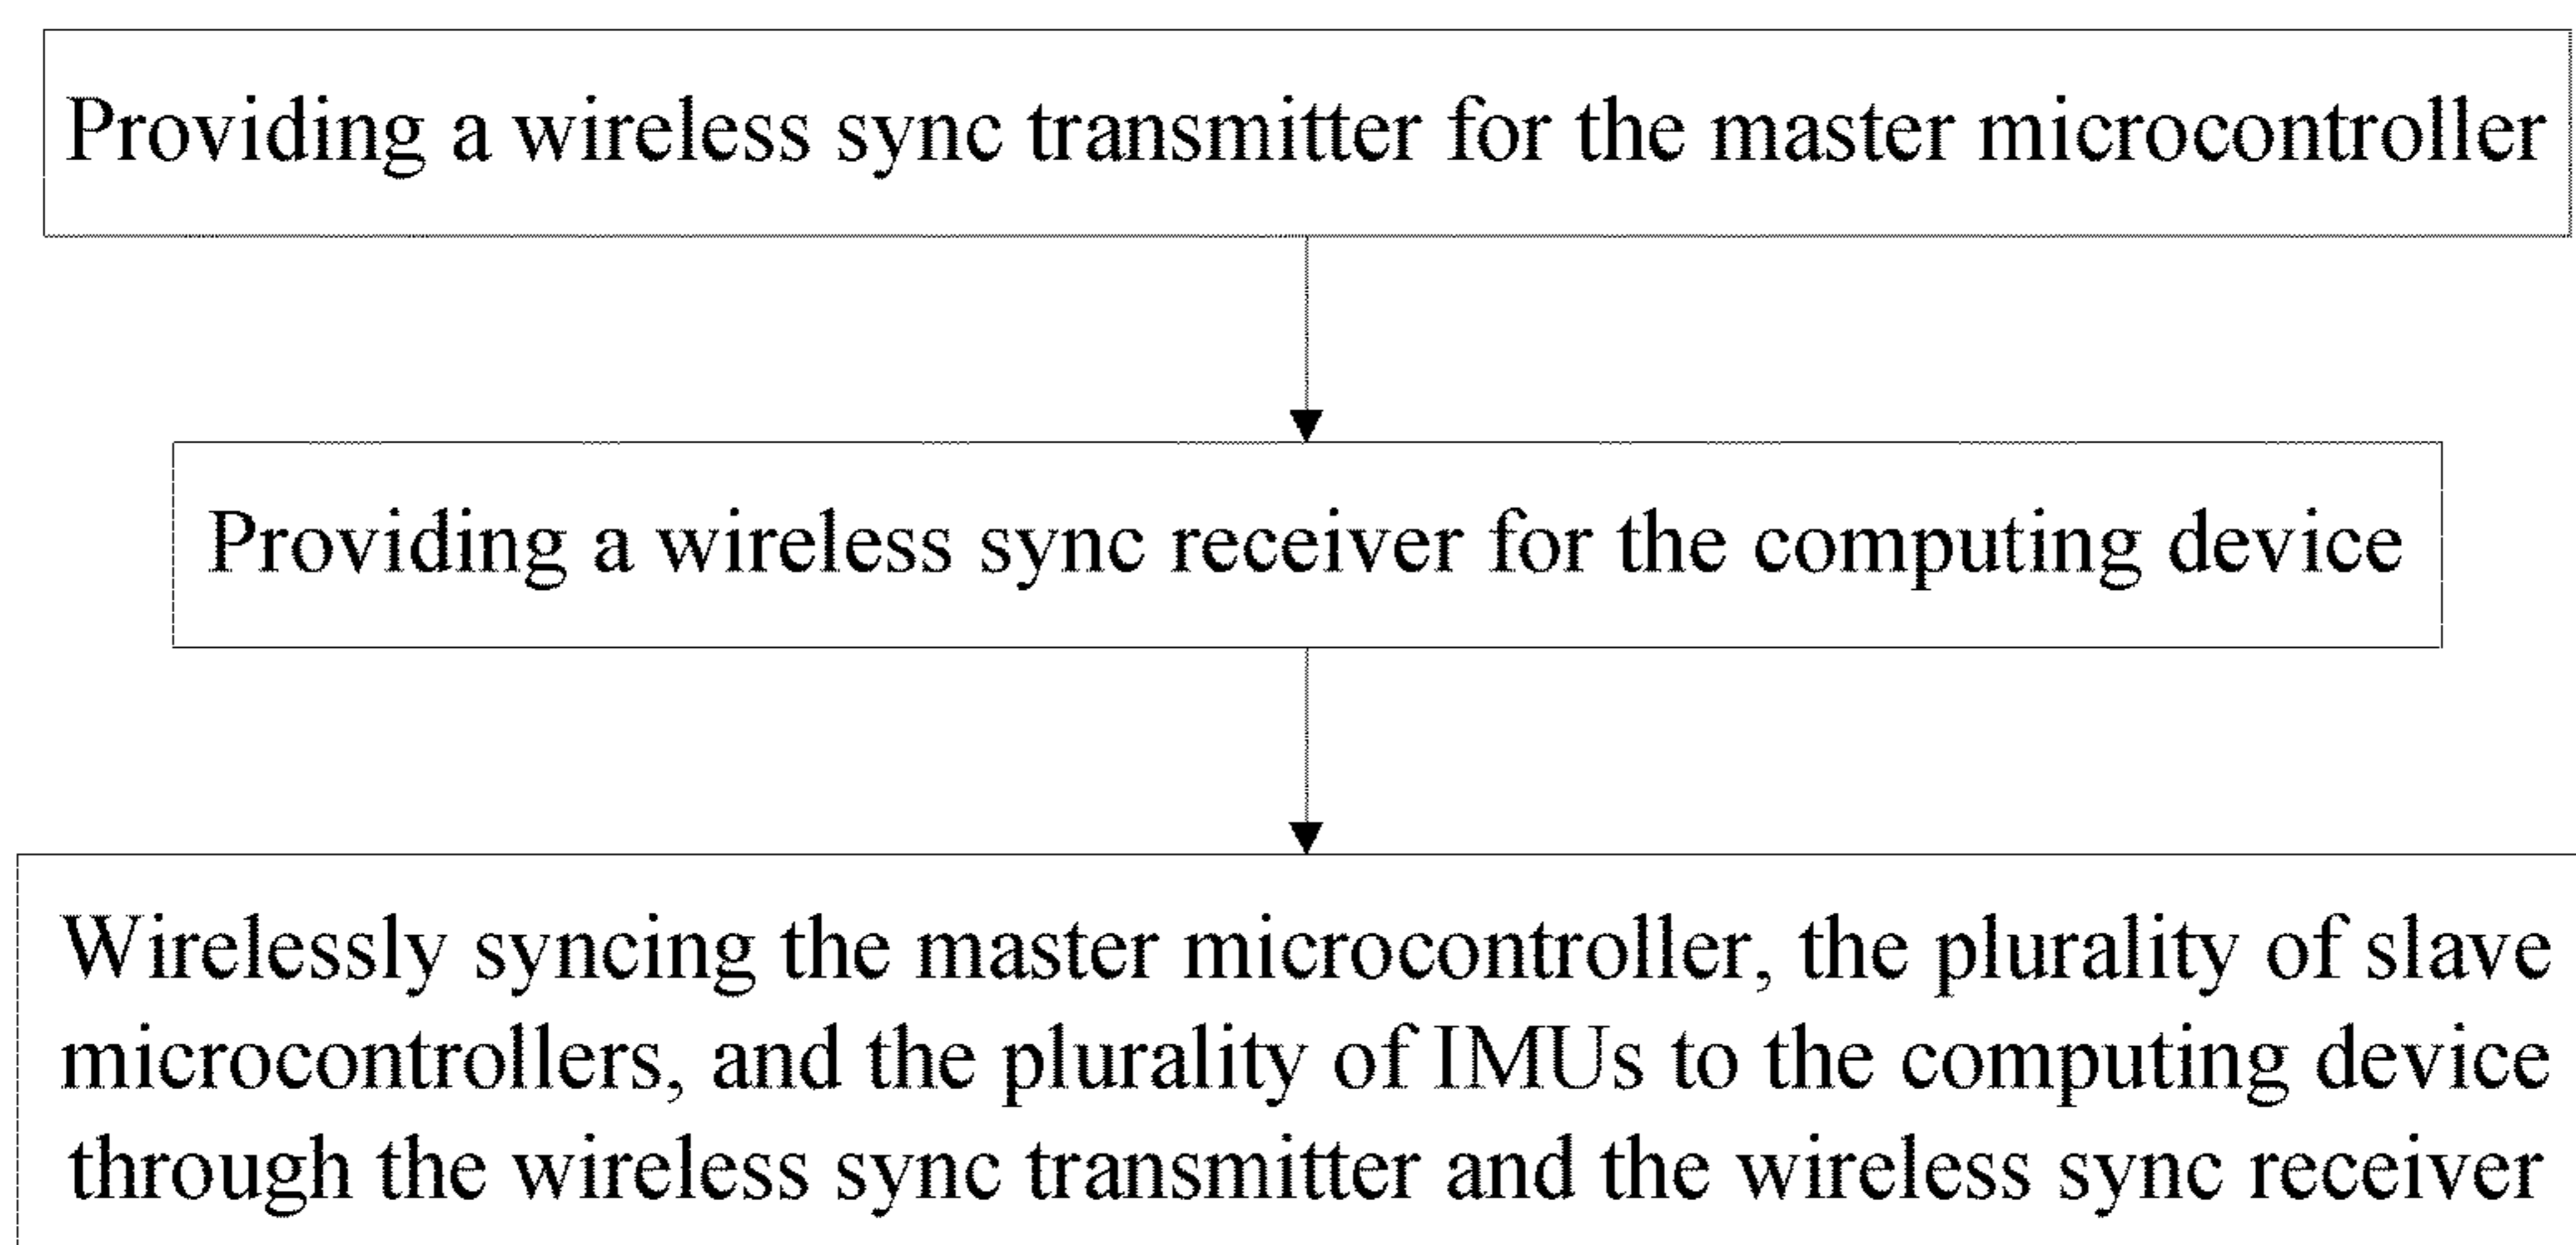 Providing a wireless sync transmitter for the master microcontroller
Providing a wireless sync receiver for the computing device
Wirelessly syncing the master microcontroller, the plurality of slave
microcontrollers, and the plurality of IMUs to the computing device
through the wireless sync transmitter and the wireless sync receiver